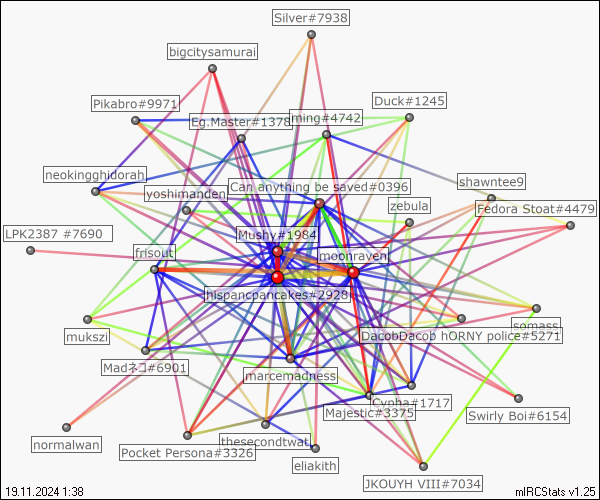 Silver#7938
bigcitysamurai
Pikabro#9971
Eg.Master#1378
ming#4742
Duck#1245
neokingghidorah
yoshimanden
Can anything be saved#0396
shawntee9
zebula
Fedora Stoat#4479
LPK2387 #7690
Mushy#1984
frisout
moonraven
hispancpancakes#2928
mukszi
DacobDacob hORNY police#5271
somass
Madネコ#6901
marcemadness
Cypha#1717
Majestic#3375
Swirly Boi#6154
normalwan
Pocket Persona#3326
thesecondtwat
eliakith
JKOUYH VIII#7034
19.11.2024 1:38
mIRCStats v1.25